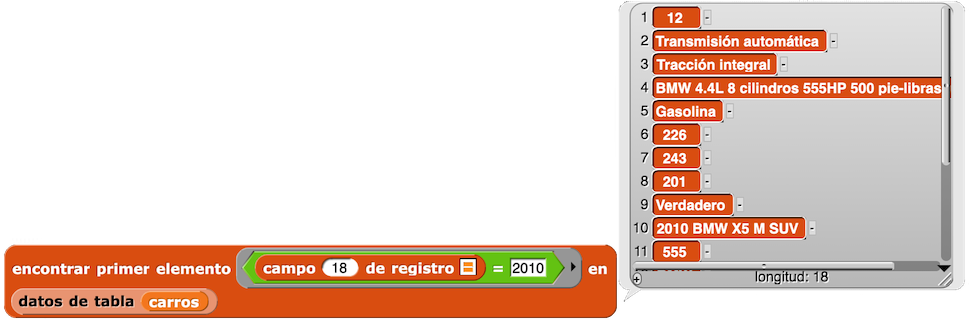 encontrar primer elemento campo 18 de registro = 2010 en
datos de tabla carros
1 12
2 Transmisión automática
3 Tracción integral
4 BMW 4.4L 8 cilindros 555HP 500 pie-libras
5 Gasolina
6 226
7 243
8 201
9 Verdadero
10 2010 BMW X5 M SUV
11 555
longitud: 18